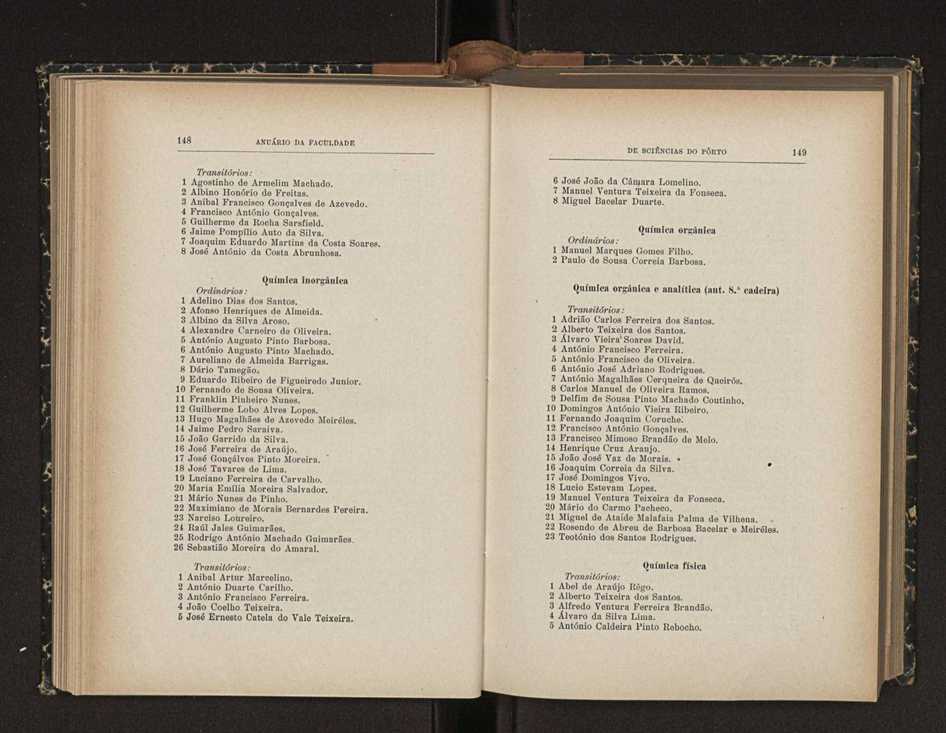 148 ANUÁRIO DA FACULDADE
Transitórios:
1 Agostinho de Armelim Machado.
2 Albino Honório de Freitas.
3 Aníbal Francisco Gonçalves de Azevedo.
4 Francisco António Gonçalves.
5 Guilherme da Rocha Sarsfield.
6 Jaime Pompílio Auto da Silva.
7 Joaquim Eduardo Martins da Costa Soares.
8 José António da Costa Abrunhosa.
Química inorgânica
Ordinários:
1 Adelino Dias dos Santos.
2 Afonso Henriques de Almeida.
3 Albino da Silva Aroso.
4 Alexandre Carneiro de Oliveira.
5 António Augusto Pinto Barbosa.
6 António Augusto Pinto Machado.
7 Aureliano de Almeida Barrigas.
8 Dário Tamegão.
9 Eduardo Ribeiro de Figueiredo Junior.
10 Fernando de Sousa Oliveira.
11 Franklin Pinheiro Nunes.
12 Guilherme Lobo Alves Lopes.
13 Hugo Magalhães de Azevedo Meiréles.
14 Jaime Pedro Saraiva.
15 João Garrido da Silva.
16 José Ferreira de Araújo.
17 José Gonçálves Pinto Moreira.
18 José Tavares de Lima.
19 Luciano Ferreira de Carvalho.
20 Maria Emília Moreira Salvador.
21 Mário Nunes de Pinho.
22 Maximiano de Morais Bernardes Pereira.
23 Narciso Loureiro.
24 Raúl Jales Guimarães.
25 Rodrigo António Machado Guimarães.
26 Sebastião Moreira do Amaral.
Transitórios:
1 Anibal Artur Marcelino.
2 António Duarte Carilho.
3 António Francisco Ferreira.
4 João Coelho Teixeira.
5 José Ernesto Catela do Vale Teixeira.
DE SCIÊNCIAS DO PÔRTO 149
6 José João da Câmara Lomelino.
7 Manuel Ventura Teixeira da Fonseca.
8 Miguel Bacelar Duarte.
Química orgânica
Ordinários:
1 Manuel Marques Gomes Filho.
2 Paulo de Sousa Correia Barbosa.
Química orgânica e analítica (ant. 8.ª cadeira)
Transitórios:
1 Adrião Carlos Ferreira dos Santos.
2 Alberto Teixeira dos Santos.
3 Álvaro Vieira Soares David.
4 António Francisco Ferreira.
5 António Francisco de Oliveira.
6 António José Adriano Rodrigues.
7 António Magalhães Cerqueira de Queirós.
8 Carlos Manuel de Oliveira Ramos.
9 Delfim de Sousa Pinto Machado Coutinho.
10 Domingos António Vieira Ribeiro.
11 Fernando Joaquim Coruche.
12 Francisco António Gonçalves.
13 Francisco Mimoso Brandão de Melo.
14 Henrique Cruz Araujo.
15 João José Vaz de Morais.
16 Joaquim Correia da Silva.
17 José Domingos Vivo.
18 Lucio Estevam Lopes.
19 Manuel Ventura Teixeira da Fonseca.
20 Mário do Carmo Pacheco.
21 Miguel de Ataíde Malafaia Palma de Vilhena.
22 Rosendo de Abreu de Barbosa Bacelar e Meiréles.
23 Teotónio dos Santos Rodrigues.
Química física
Transitórios:
1 Abel de Araújo Rêgo.
2 Alberto Teixeira dos Santos.
3 Alfredo Ventura Ferreira Brandão.
4 Álvaro da Silva Lima.
5 António Caldeira Pinto Rebocho.